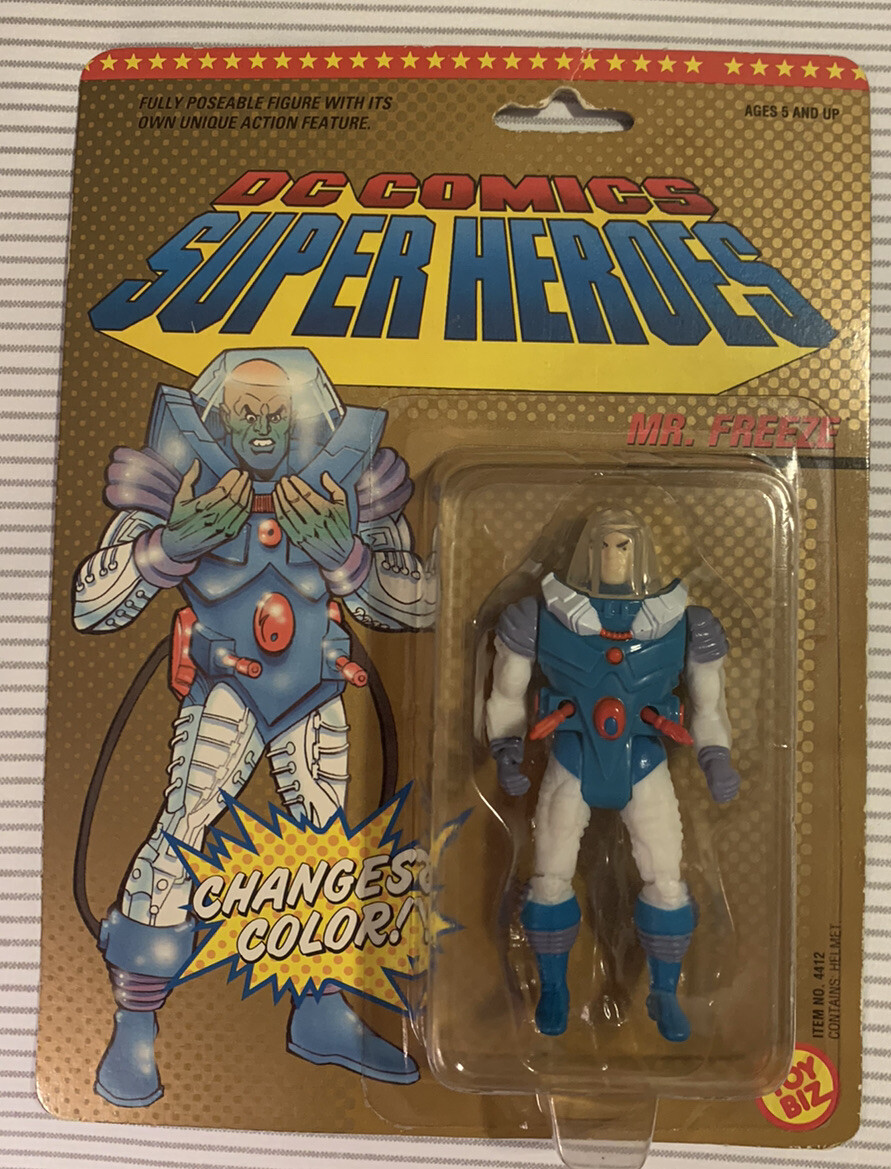 FULLY POSEABLE FIGURE WITH ITS
OWN UNIQUE ACTION FEATURE.
AGES 5 AND UP
DC COMICS
SUPER HEROES
MR. FREEZE
CHANGES
COLOR!
ITEM NO. 4412
CONTAINS: HELMET.
TOY
BIZ